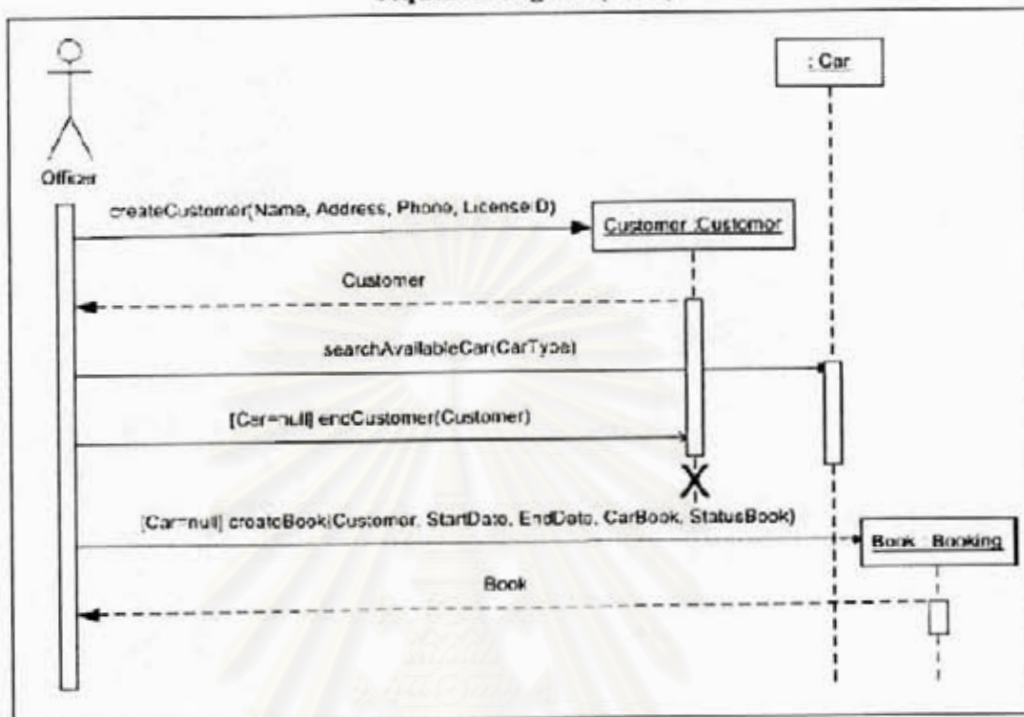 : Car
Officer
createCustomer(Name, Address, Phone, LicenseID)
Customer :Customer
Customer
searchAvailableCar(CarType)
[Car=null] endCustomer(Customer)
X
[Car=null] createBook(Customer, StartDate, EndDate, CarBook, StatusBook)
Book : Booking
Book